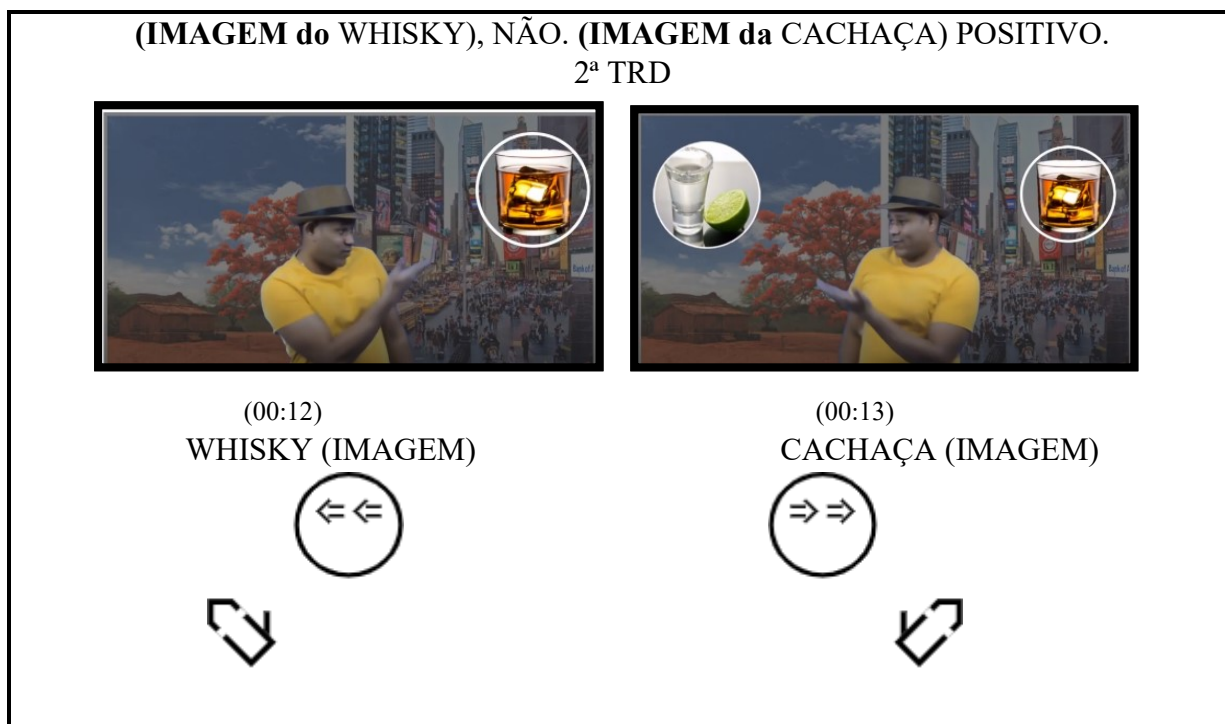 (IMAGEM do WHISKY), NÃO. (IMAGEM da CACHAÇA) POSITIVO.
2ª TRD
(00:12)
(00:13)
WHISKY (IMAGEM)
CACHAÇA (IMAGEM)